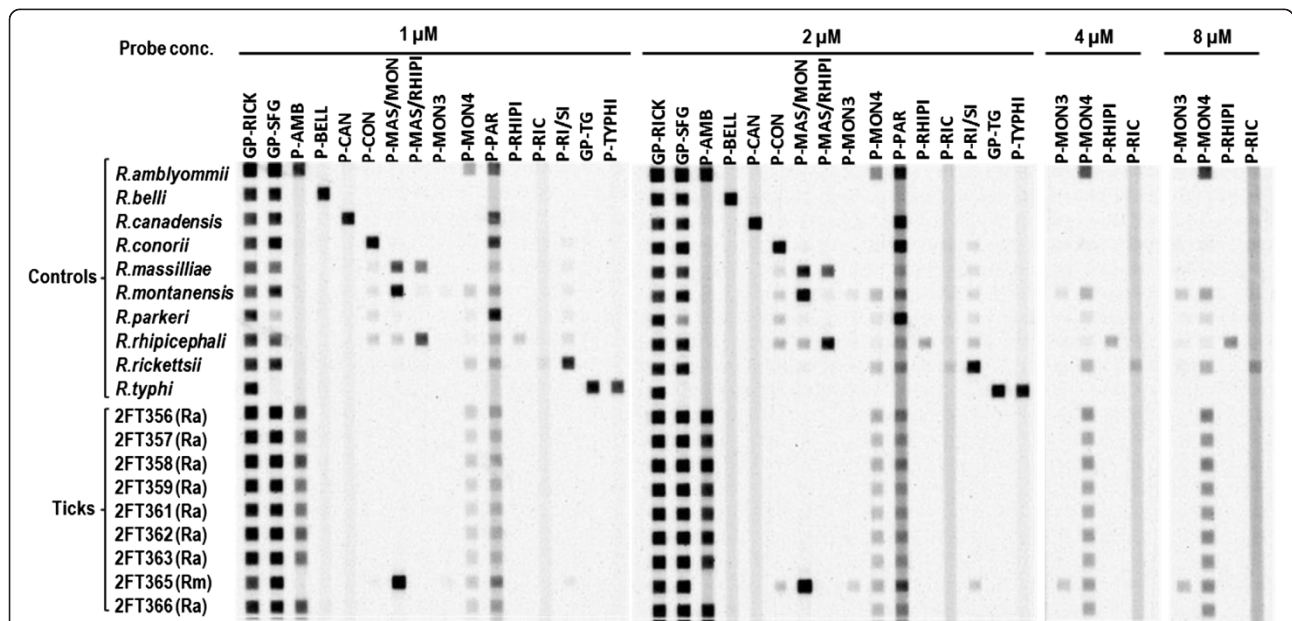 Probe conc.
1 µM
2 µM
4 µM
8 µM
GP-RICK
GP-SFG
P-AMB
P-BELL
P-CAN
P-CON
P-MAS/MON
P-MAS/RHIPI
P-MON3
P-MON4
P-PAR
P-RHIPI
P-RIC
P-RI/SI
GP-TG
P-TYPHI
GP-RICK
GP-SFG
P-AMB
P-BELL
P-CAN
P-CON
P-MAS/MON
P-MAS/RHIPI
P-MON3
P-MON4
P-PAR
P-RHIPI
P-RIC
P-RI/SI
GP-TG
P-TYPHI
P-MON3
P-MON4
P-RHIPI
P-RIC
P-MON3
P-MON4
P-RHIPI
P-RIC
Controls
R.amblyommii
R.belli
R.canadensis
R.conorii
R.massilliae
R.montanensis
R.parkeri
R.rhipicephali
R.rickettsii
R.typhi
Ticks
2FT356 (Ra)
2FT357 (Ra)
2FT358 (Ra)
2FT359 (Ra)
2FT361 (Ra)
2FT362 (Ra)
2FT363 (Ra)
2FT365 (Rm)
2FT366 (Ra)